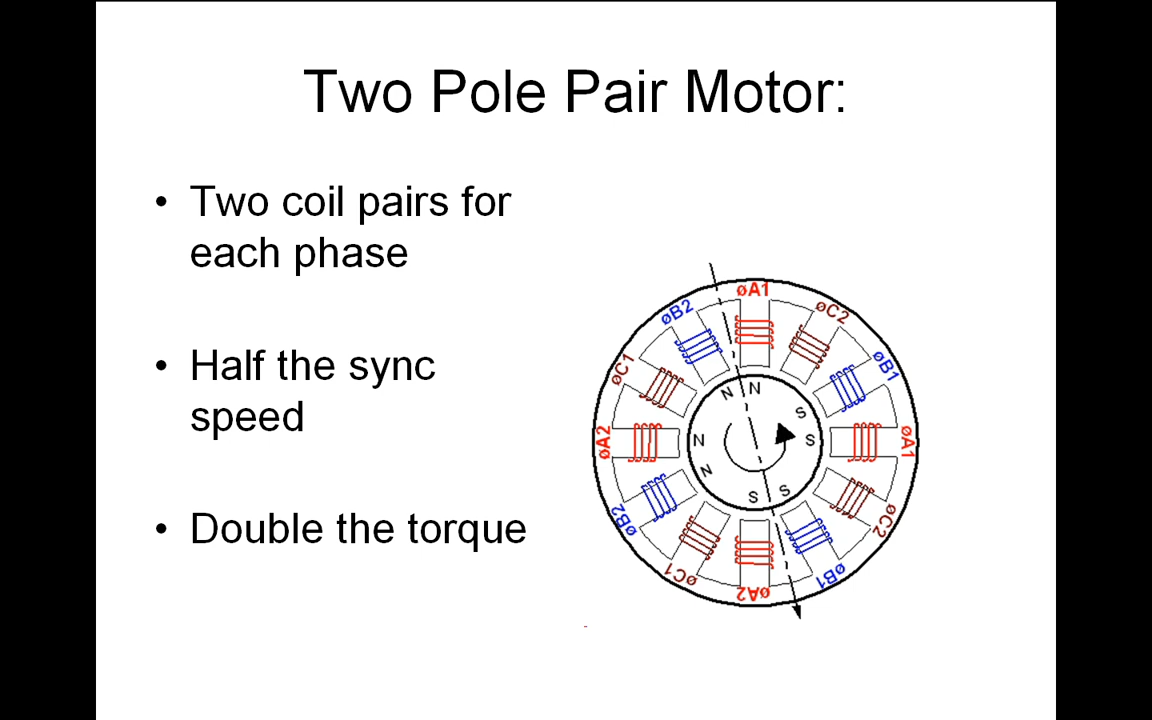 Two Pole Pair Motor:
• Two coil pairs for
each phase
• Half the sync
speed
• Double the torque
øA1
øC2
øB1
øA1
øC2
øB1
øA2
øC1
øB2
øA2
øC1
øB2
N
N
S
S
S
S
N
N